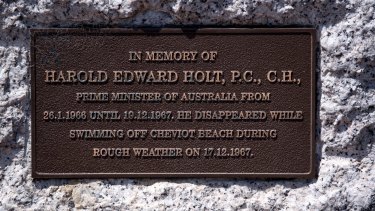 IN MEMORY OF
HAROLD EDWARD HOLT, P.C., C.H.,
PRIME MINISTER OF AUSTRALIA FROM
26.1.1966 UNTIL 19.12.1967. HE DISAPPEARED WHILE
SWIMMING OFF CHEVIOT BEACH DURING
ROUGH WEATHER ON 17.12.1967.